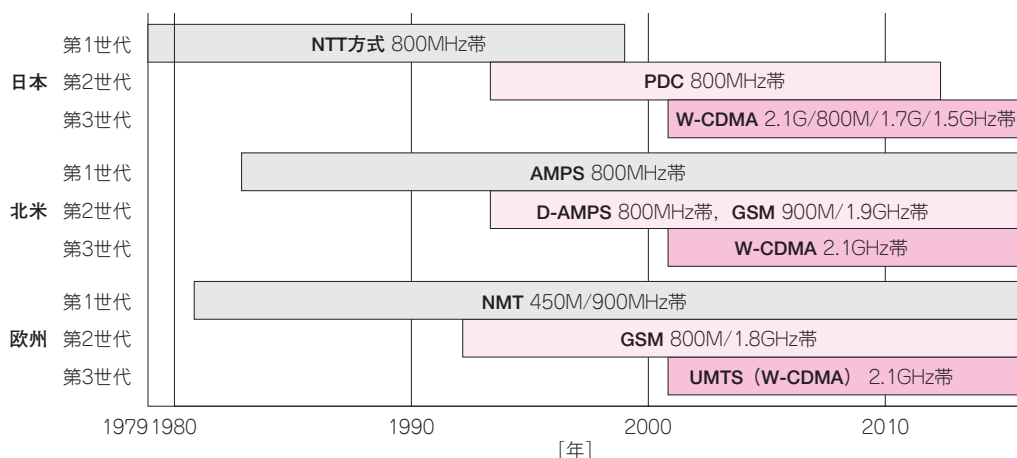 第1世代 NTT方式 800MHz帯
日本 第2世代 PDC 800MHz帯
第3世代 W-CDMA 2.1G/800M/1.7G/1.5GHz帯
第1世代 AMPS 800MHz帯
北米 第2世代 D-AMPS 800MHz帯，GSM 900M/1.9GHz帯
第3世代 W-CDMA 2.1GHz帯
第1世代 NMT 450M/900MHz帯
欧州 第2世代 GSM 800M/1.8GHz帯
第3世代 UMTS（W-CDMA） 2.1GHz帯
1979 1980 1990 2000 2010
［年］